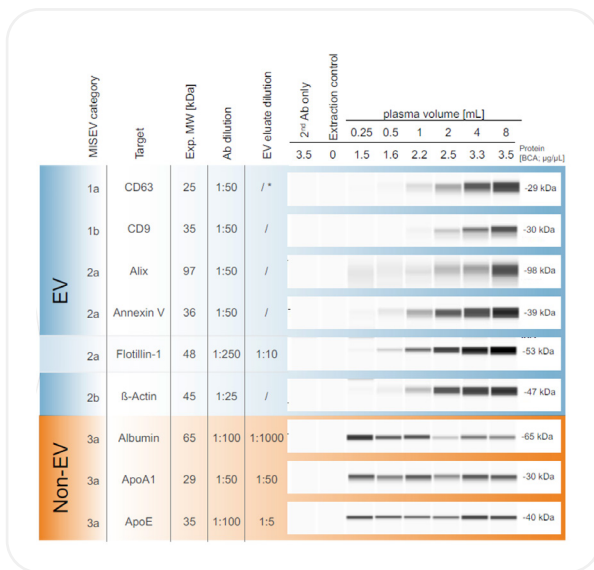 MISEV category
Target
Exp. MW [kDa]
Ab dilution
EV eluate dilution
2nd Ab only
Extraction control
plasma volume [mL]
0.25 0.5 1 2 4 8
3.5 0 1.5 1.6 2.2 2.5 3.3 3.5 Protein [BCA; µg/µL]
EV
1a CD63 25 1:50 / * -29 kDa
1b CD9 35 1:50 / -30 kDa
2a Alix 97 1:50 / -98 kDa
2a Annexin V 36 1:50 / -39 kDa
2a Flotillin-1 48 1:250 1:10 -53 kDa
2b ß-Actin 45 1:25 / -47 kDa
Non-EV
3a Albumin 65 1:100 1:1000 -65 kDa
3a ApoA1 29 1:50 1:50 -30 kDa
3a ApoE 35 1:100 1:5 -40 kDa